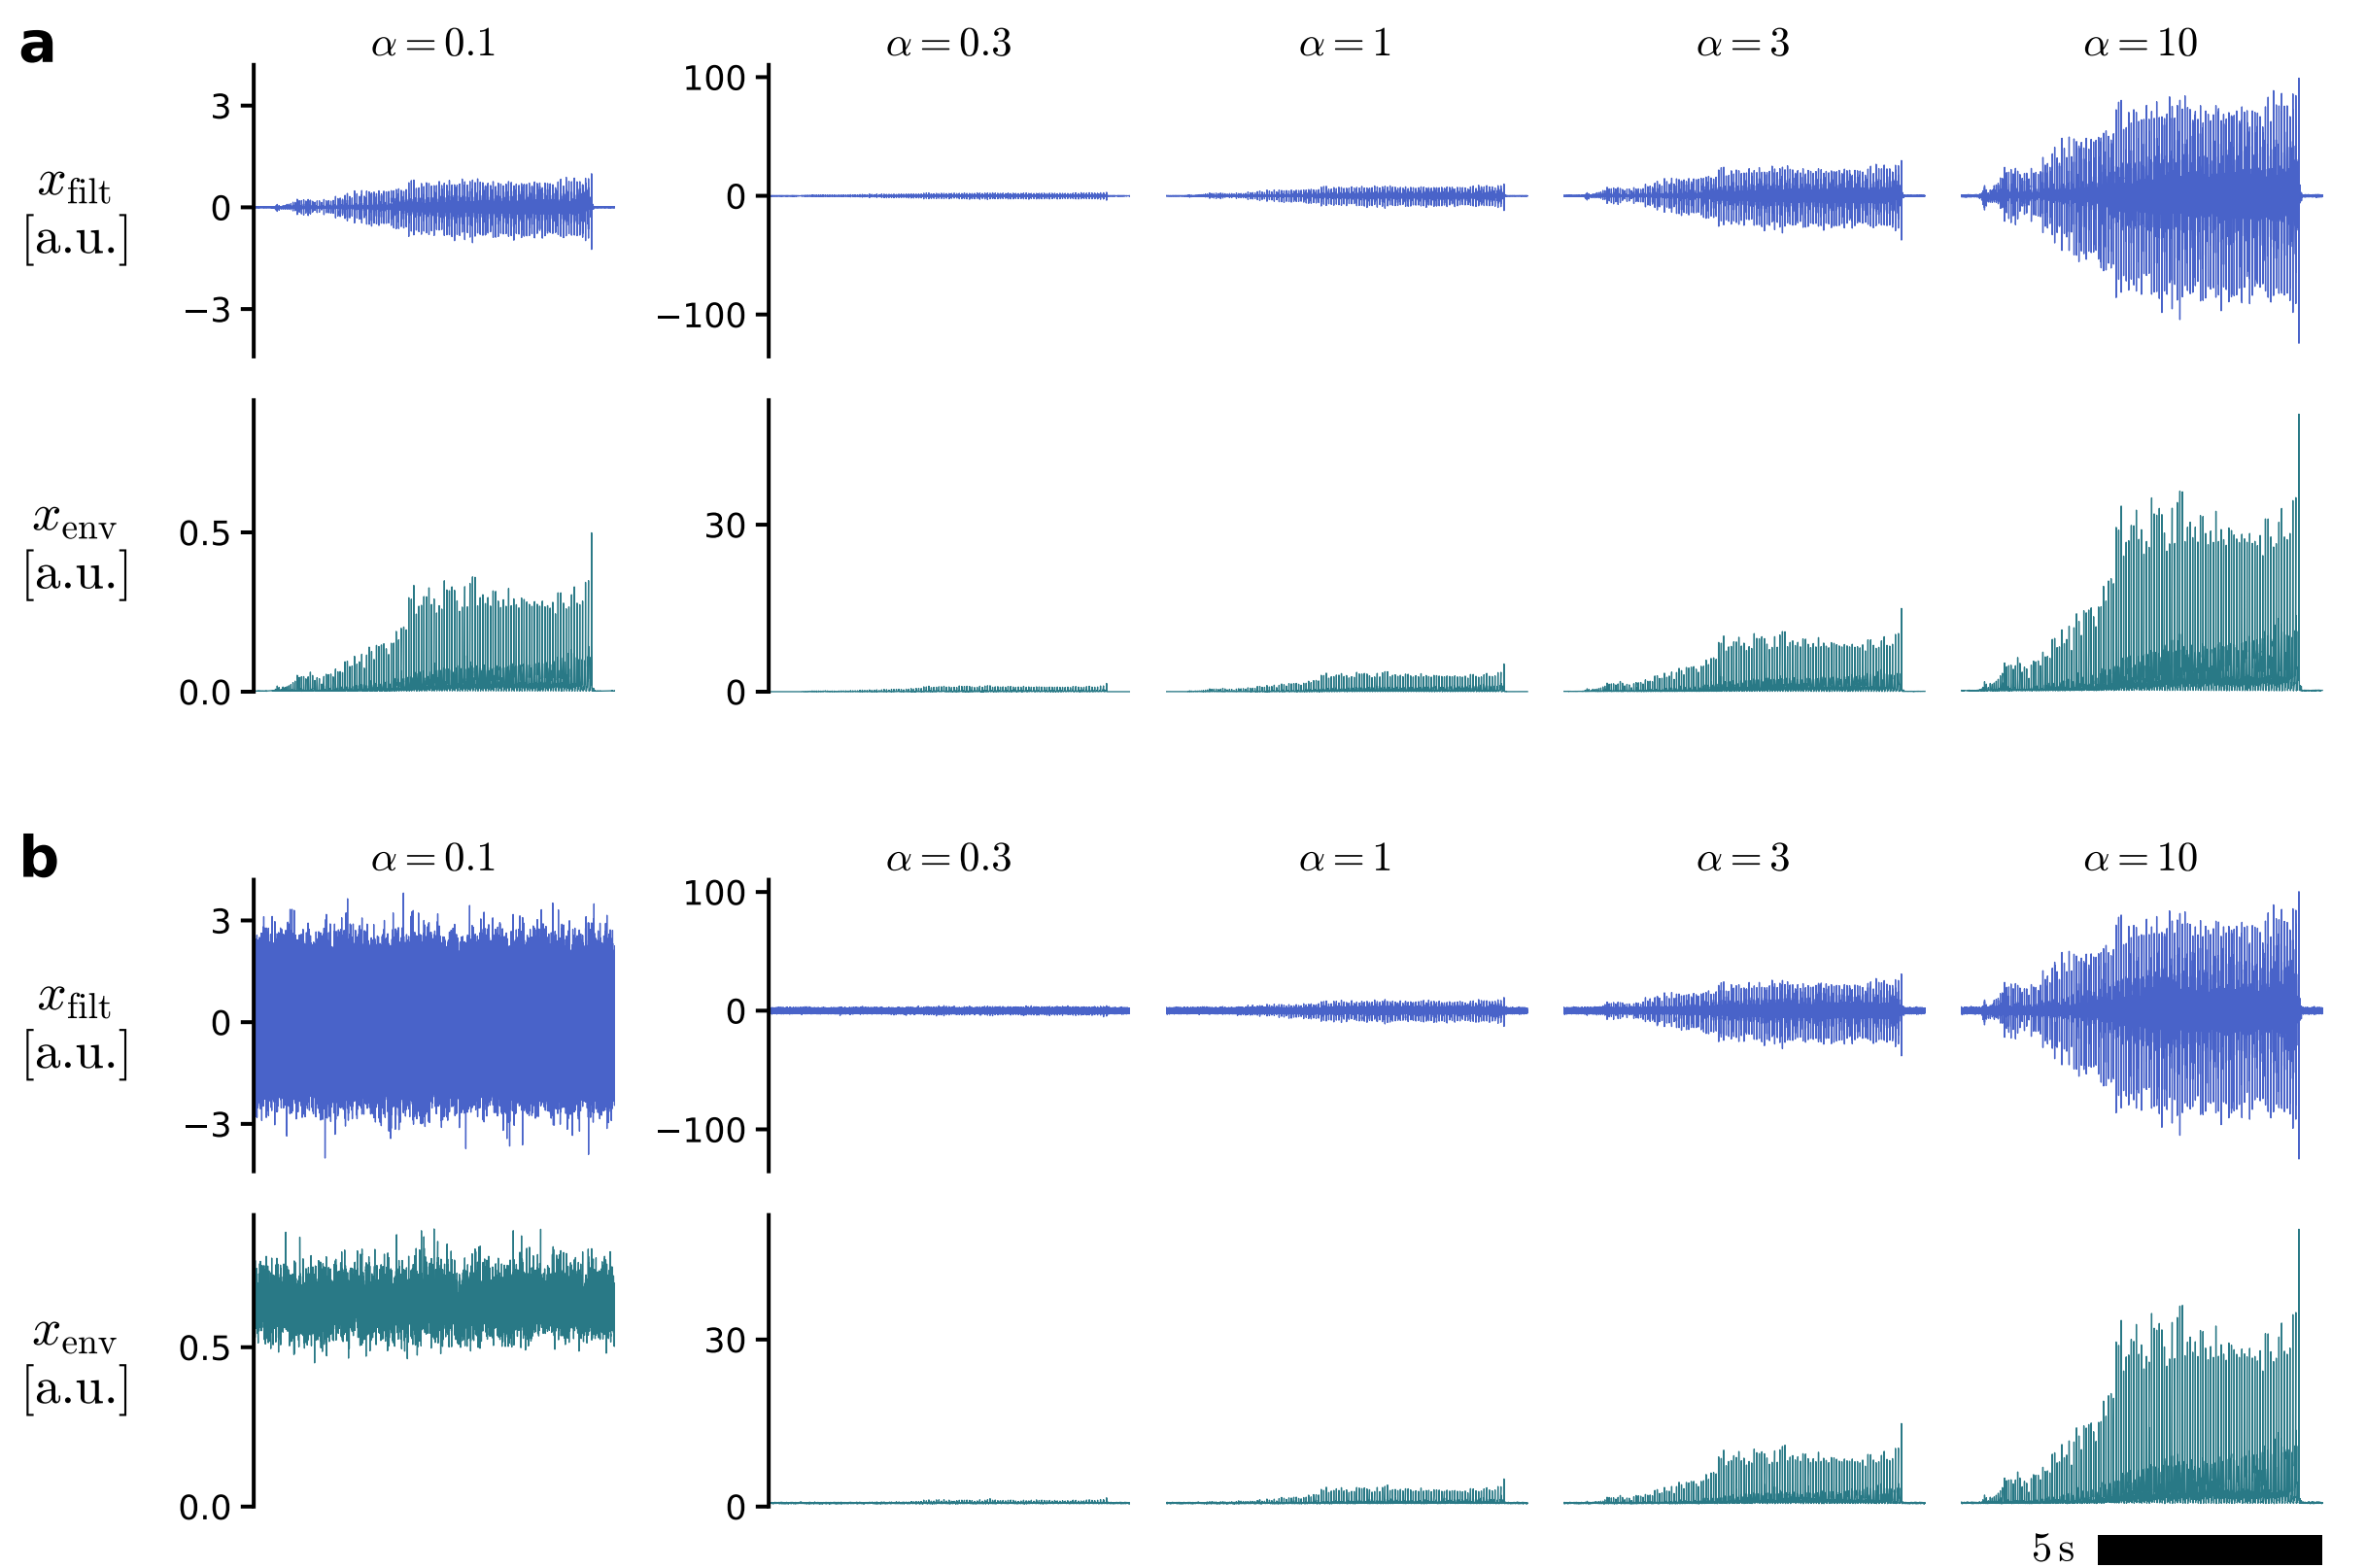 a
α = 0.1 α = 0.3 α = 1 α = 3 α = 10
3
0
−3
100
0
−100
x_filt
[a.u.]
0.5
0.0
30
0
x_env
[a.u.]
b
α = 0.1 α = 0.3 α = 1 α = 3 α = 10
3
0
−3
100
0
−100
x_filt
[a.u.]
0.5
0.0
30
0
x_env
[a.u.]
5 s